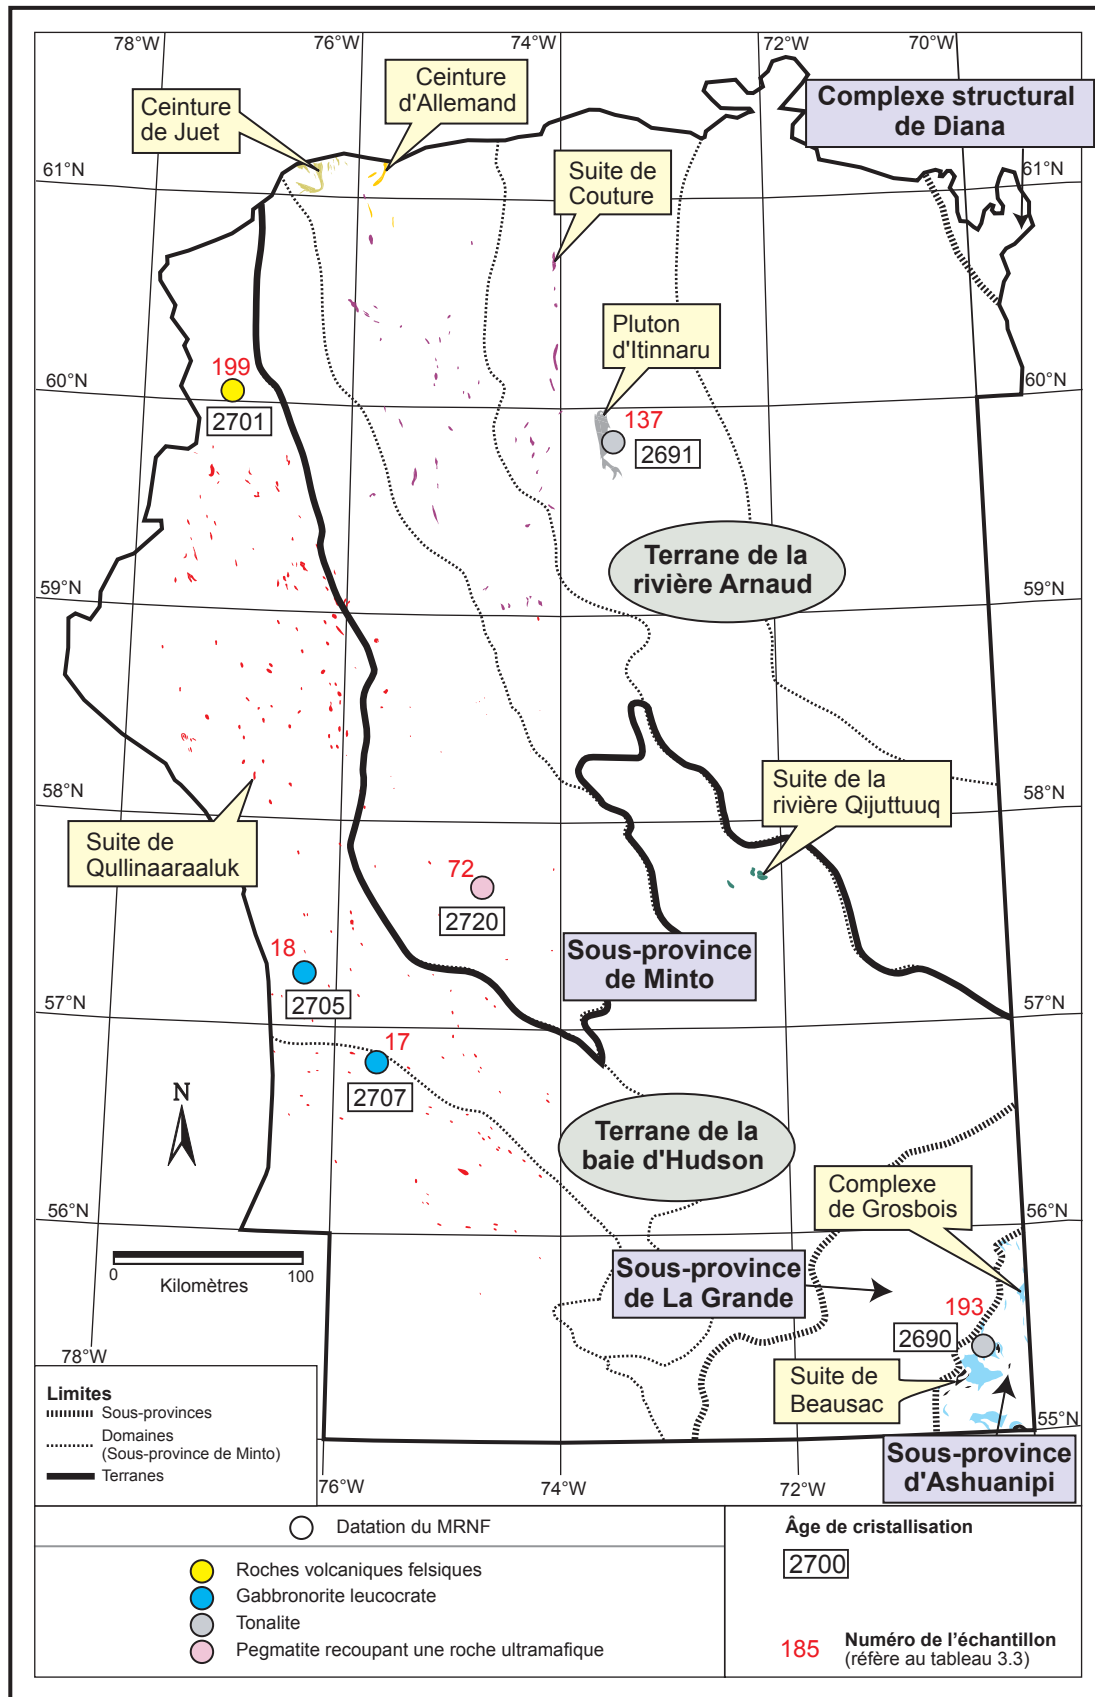 78°W
76°W
74°W
72°W
70°W
Ceinture
de Juet
Ceinture
d'Allemand
Complexe structural
de Diana
61°N
61°N
Suite de
Couture
Pluton
d'Itinnaru
199
60°N
60°N
2701
137
2691
Terrane de la
rivière Arnaud
59°N
59°N
Suite de la
rivière Qijuttuuq
58°N
58°N
Suite de
Qullinaaraaluk
72
2720
18
Sous-province
de Minto
2705
57°N
57°N
17
2707
N
Terrane de la
baie d'Hudson
Complexe
de Grosbois
56°N
56°N
0
100
Kilomètres
Sous-province
de La Grande
193
2690
78°W
Suite de
Beausac
55°N
Limites
Sous-provinces
Domaines
(Sous-province de Minto)
Terranes
Sous-province
d'Ashuanipi
76°W
74°W
72°W
Datation du MRNF
Roches volcaniques felsiques
Gabbronorite leucocrate
Tonalite
Pegmatite recoupant une roche ultramafique
Âge de cristallisation
2700
185
Numéro de l'échantillon
(réfère au tableau 3.3)